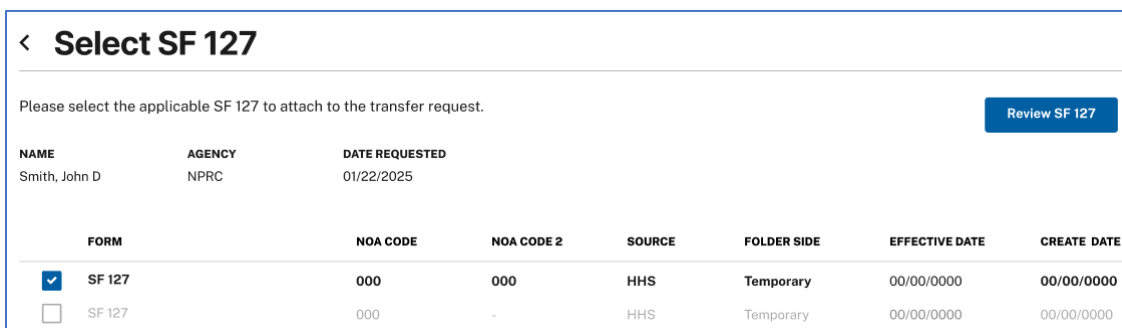 Select SF 127
Please select the applicable SF 127 to attach to the transfer request.
Review SF 127
NAME AGENCY DATE REQUESTED
Smith, John D NPRC 01/22/2025
FORM NOA CODE NOA CODE 2 SOURCE FOLDER SIDE EFFECTIVE DATE CREATE DATE
SF 127 000 000 HHS Temporary 00/00/0000 00/00/0000
SF 127 000 - HHS Temporary 00/00/0000 00/00/0000